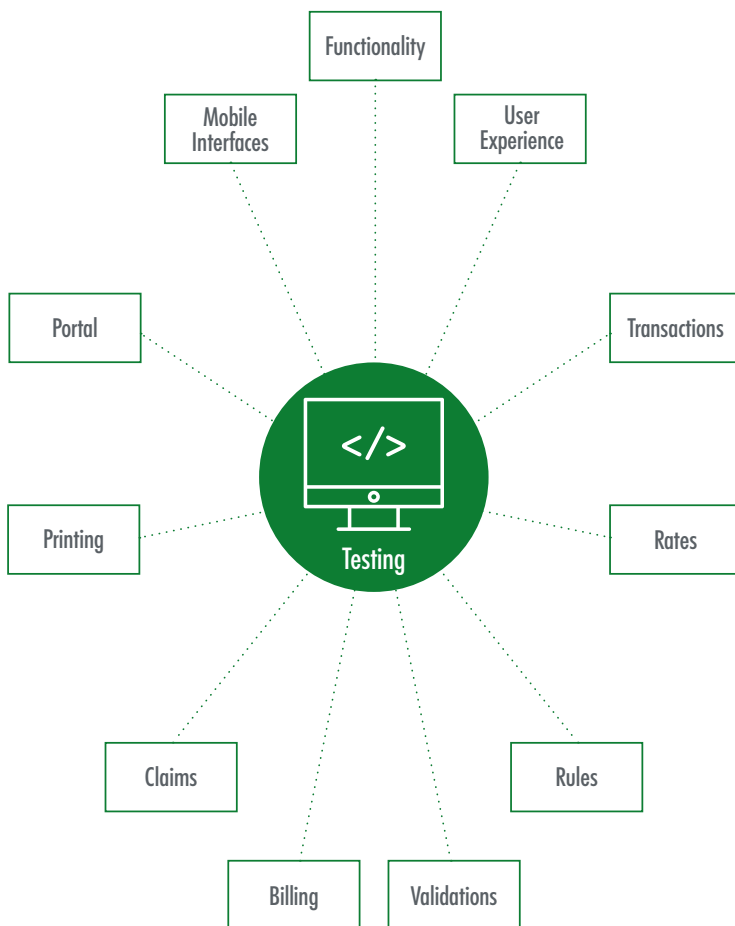 Functionality
Mobile
Interfaces
User
Experience
Portal
Transactions
</>
Testing
Printing
Rates
Claims
Rules
Billing
Validations